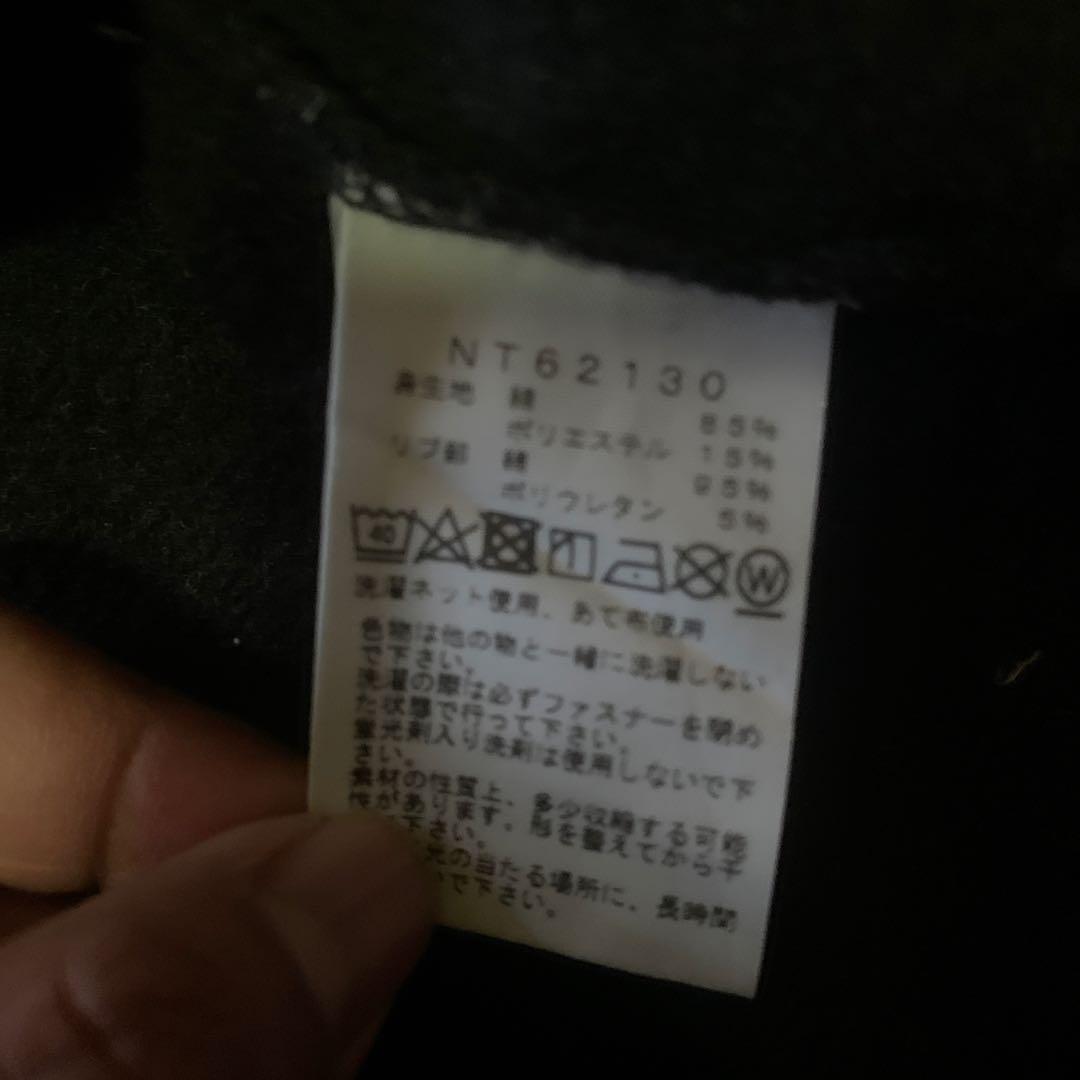 NT62130
身生地 綿 85%
ポリエステル 15%
リブ部 綿 95%
ポリウレタン 5%
40 W
洗濯ネット使用、あて布使用
色物は他の物と一緒に洗濯しない
で下さい。
洗濯の際は必ずファスナーを閉め
た状態で行って下さい。
蛍光剤入り洗剤は使用しないで下
さい。
素材の性質上、多少収縮する可能
性があります。形を整えてから干
下さい。
光の当たる場所に、長時間
で下さい。